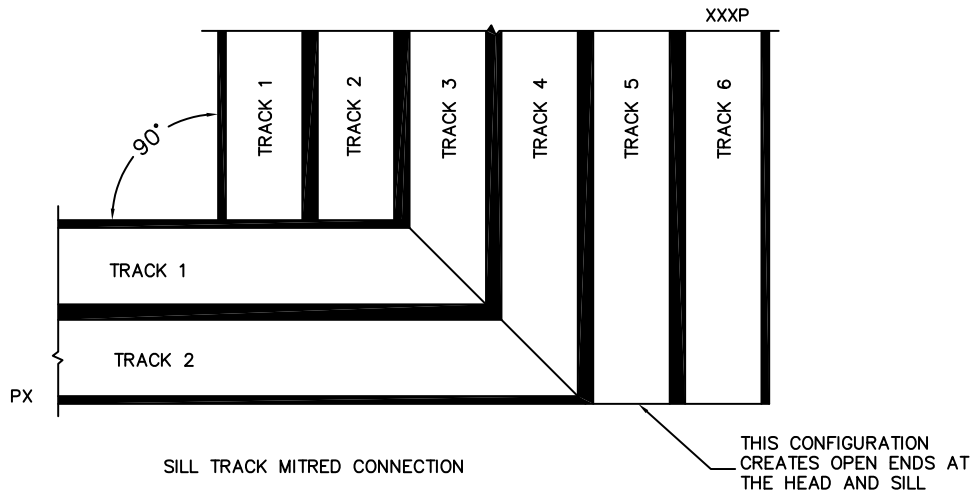 XXXP
TRACK 1
TRACK 2
TRACK 3
TRACK 4
TRACK 5
TRACK 6
90°
TRACK 1
TRACK 2
PX
SILL TRACK MITRED CONNECTION
THIS CONFIGURATION
CREATES OPEN ENDS AT
THE HEAD AND SILL